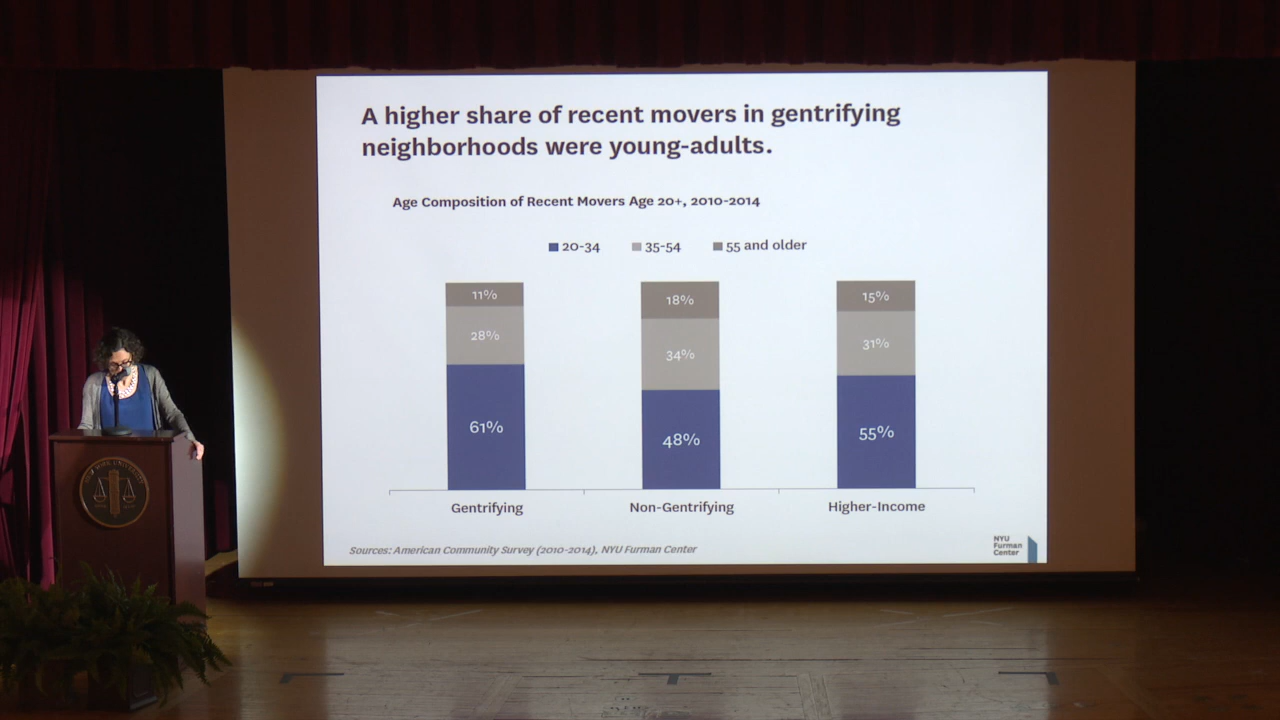 A higher share of recent movers in gentrifying
neighborhoods were young-adults.
Age Composition of Recent Movers Age 20+, 2010-2014
20-34 35-54 55 and older
11% 18% 15%
28% 34% 31%
61% 48% 55%
Gentrifying Non-Gentrifying Higher-Income
Sources: American Community Survey (2010-2014), NYU Furman Center
NYU
Furman
Center